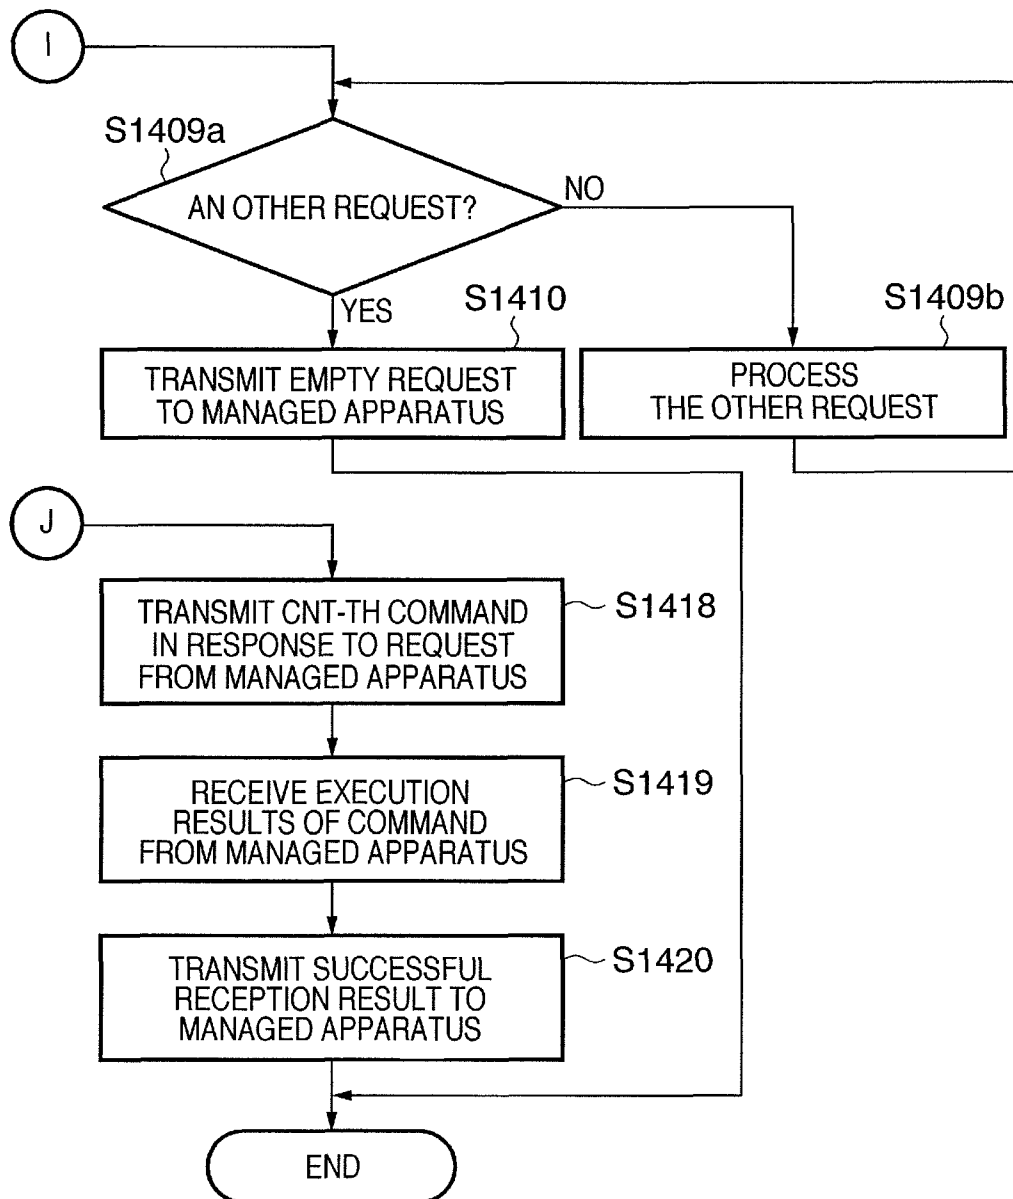 I
S1409a
AN OTHER REQUEST?
NO
YES
S1410
S1409b
TRANSMIT EMPTY REQUEST
TO MANAGED APPARATUS
PROCESS
THE OTHER REQUEST
J
TRANSMIT CNT-TH COMMAND
IN RESPONSE TO REQUEST
FROM MANAGED APPARATUS
S1418
RECEIVE EXECUTION
RESULTS OF COMMAND
FROM MANAGED APPARATUS
S1419
TRANSMIT SUCCESSFUL
RECEPTION RESULT TO
MANAGED APPARATUS
S1420
END